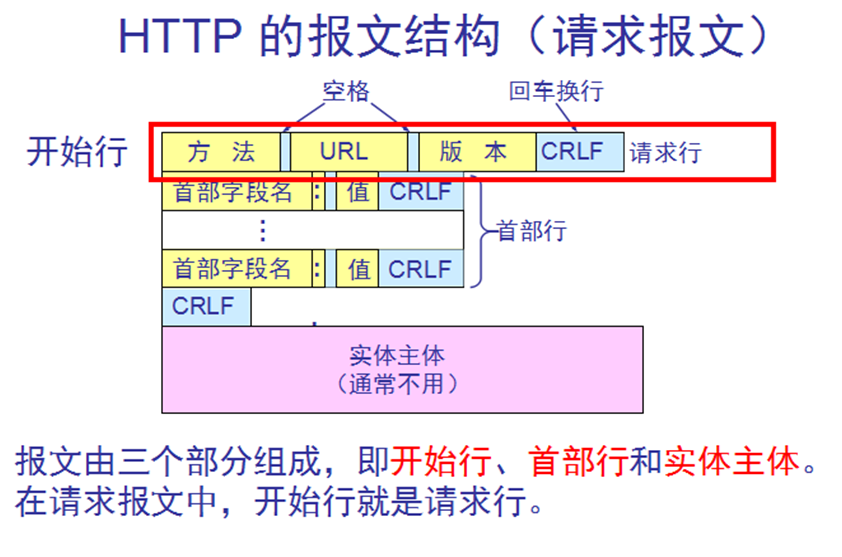 HTTP 的报文结构（请求报文）
空格 回车换行
开始行 方 法 URL 版 本 CRLF 请求行
首部字段名 : 值 CRLF
⋮ 首部行
首部字段名 : 值 CRLF
CRLF
实体主体
（通常不用）
报文由三个部分组成，即开始行、首部行和实体主体。
在请求报文中，开始行就是请求行。